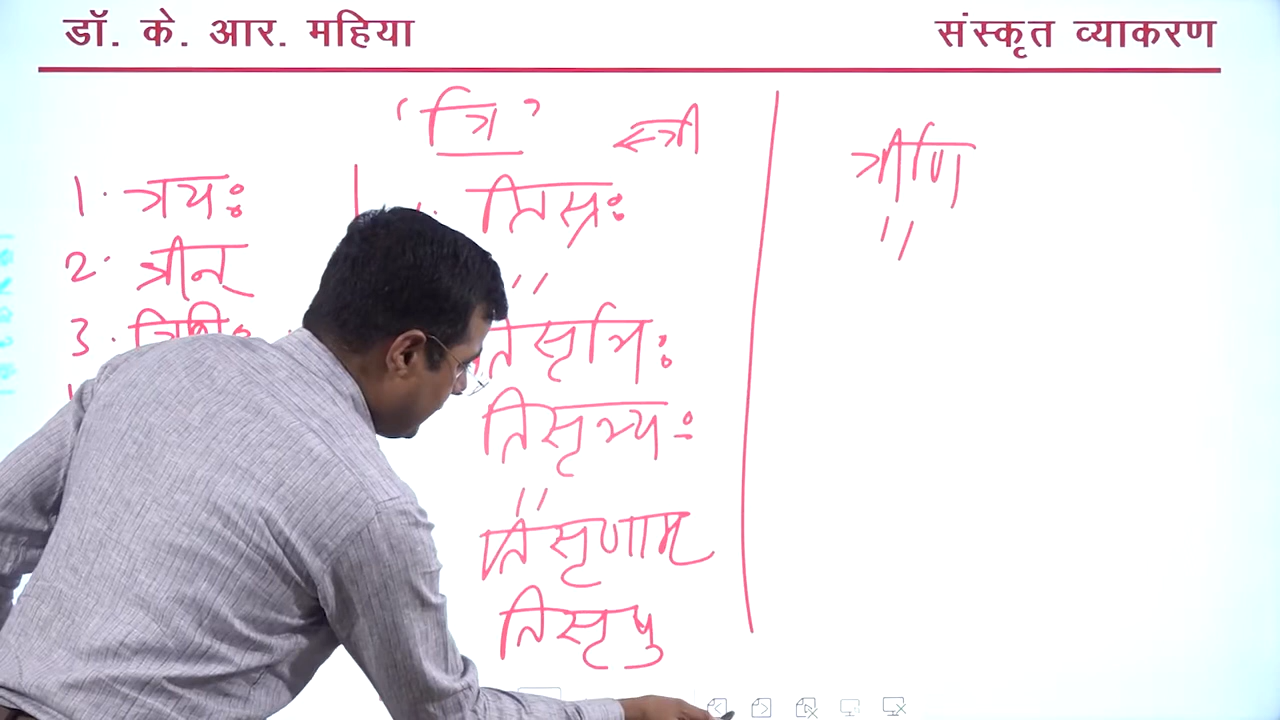 डॉ. के. आर. महिया
संस्कृत व्याकरण
'त्रि'
स्त्री
1. त्रयः
2. त्रीन्
3.
तिस्रः
"
तिसृभिः
तिसृभ्यः
"
तिसृणाम्
तिसृषु
त्रीणि
"